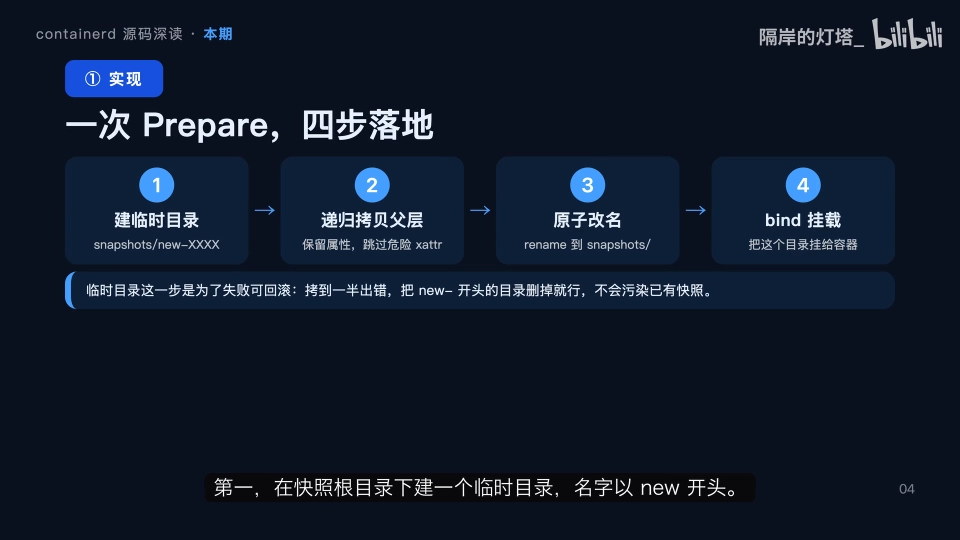 containerd 源码深读 · 本期
隔岸的灯塔_ bilibili
① 实现
一次 Prepare，四步落地
1
建临时目录
snapshots/new-XXXX
→
2
递归拷贝父层
保留属性，跳过危险 xattr
→
3
原子改名
rename 到 snapshots/
→
4
bind 挂载
把这个目录挂给容器
临时目录这一步是为了失败可回滚：拷到一半出错，把 new- 开头的目录删掉就行，不会污染已有快照。
第一，在快照根目录下建一个临时目录，名字以 new 开头。
04